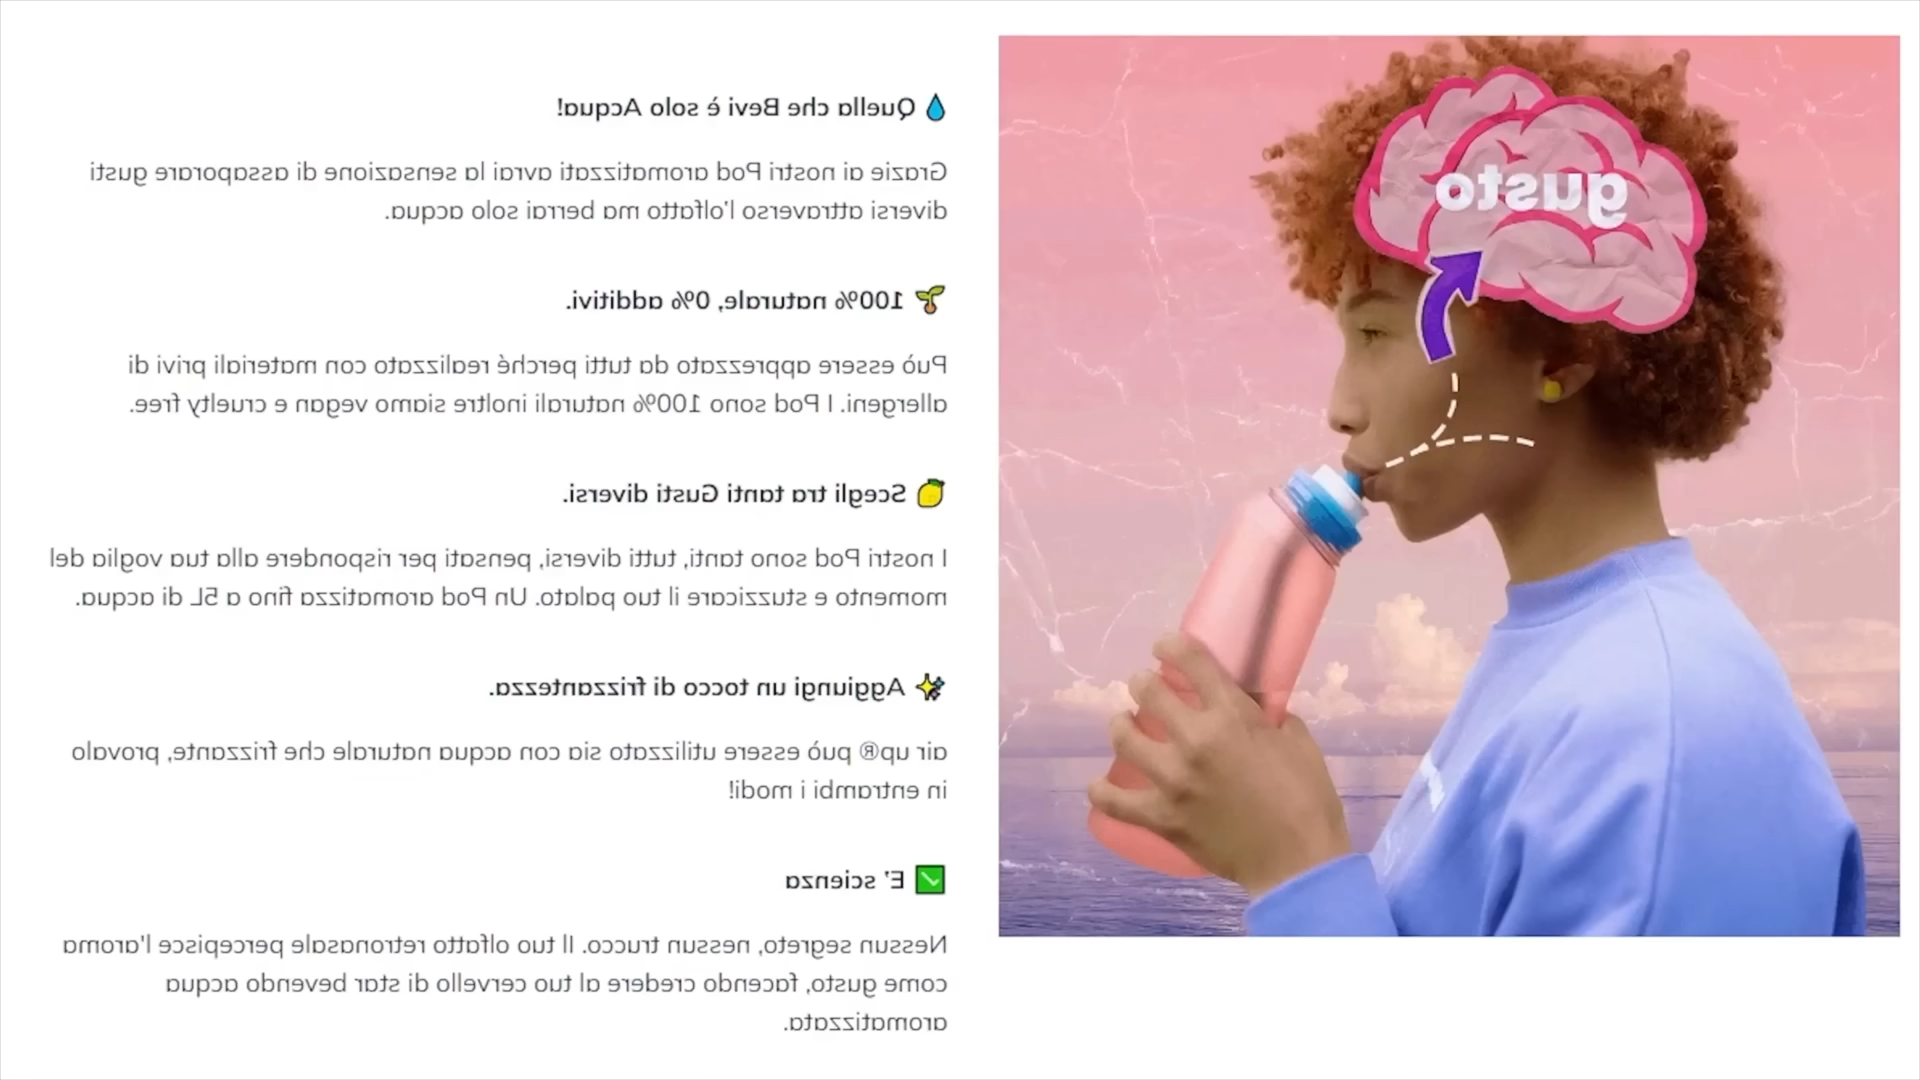 💧 Quella che Bevi è solo Acqua!
Grazie ai nostri Pod aromatizzati avrai la sensazione di assaporare gusti
diversi attraverso l'olfatto ma berrai solo acqua.
🌱 100% naturale, 0% additivi.
Può essere apprezzato da tutti perché realizzato con materiali privi di
allergeni. I Pod sono 100% naturali inoltre siamo vegan e cruelty free.
🍋 Scegli tra tanti Gusti diversi.
I nostri Pod sono tanti, tutti diversi, pensati per rispondere alla tua voglia del
momento e stuzzicare il tuo palato. Un Pod aromatizza fino a 5L di acqua.
✨ Aggiungi un tocco di frizzantezza.
air up® può essere utilizzato sia con acqua naturale che frizzante, provalo
in entrambi i modi!
✅ E' scienza
Nessun segreto, nessun trucco. Il tuo olfatto retronasale percepisce l'aroma
come gusto, facendo credere al tuo cervello di star bevendo acqua
aromatizzata.
gusto